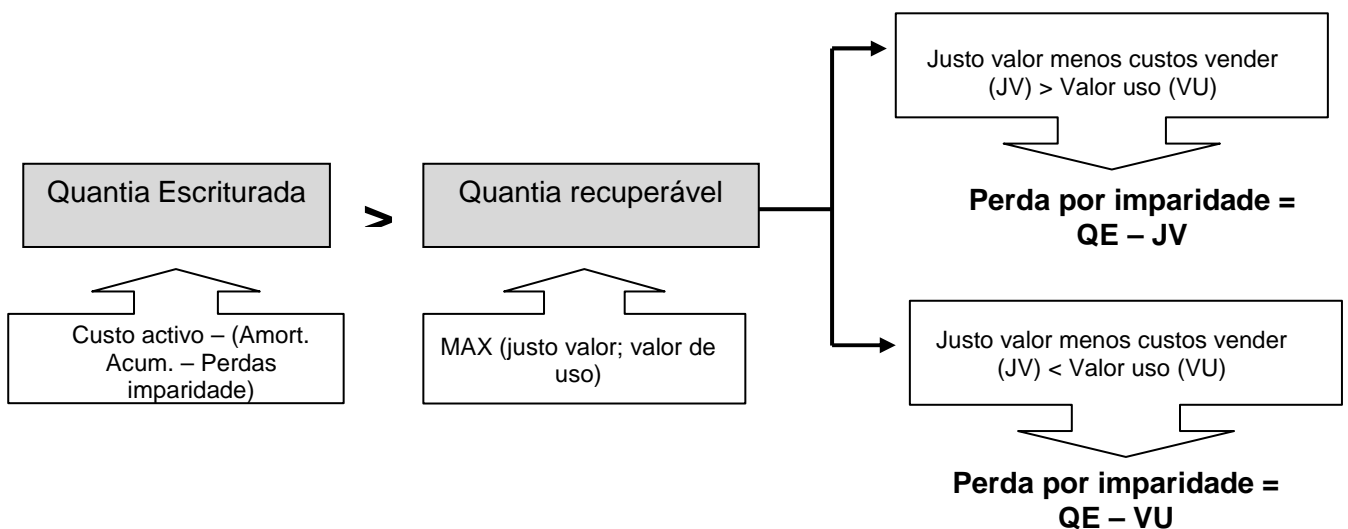 Justo valor menos custos vender
(JV) > Valor uso (VU)
Quantia Escriturada
>
Quantia recuperável
Perda por imparidade =
QE – JV
Custo activo – (Amort.
Acum. – Perdas
imparidade)
MAX (justo valor; valor de
uso)
Justo valor menos custos vender
(JV) < Valor uso (VU)
Perda por imparidade =
QE – VU